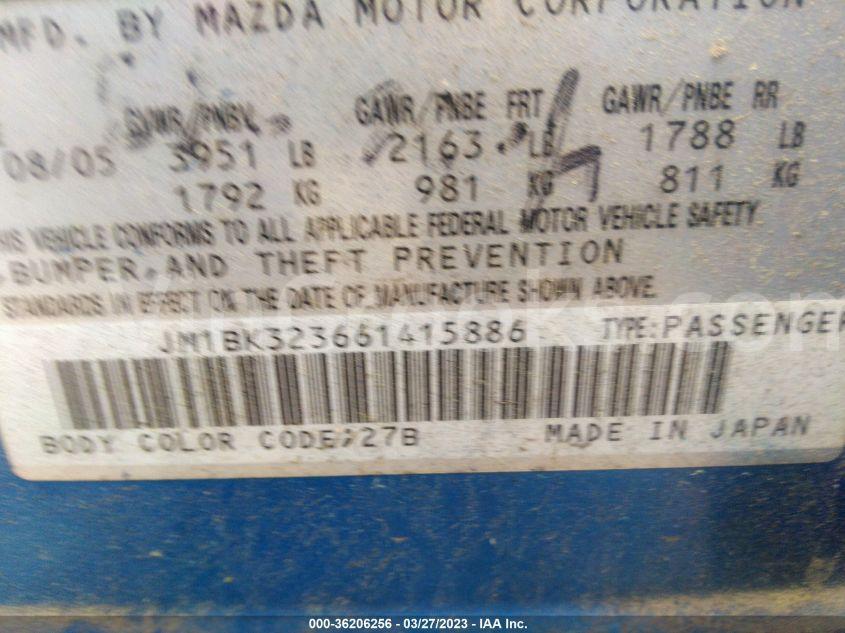 MFD. BY MAZDA MOTOR CORPORATION
GAWR/PNBE FRT GAWR/PNBE RR
08/05 3951 LB 2163 LB 1788 LB
1792 KG 981 KG 811 KG
THIS VEHICLE CONFORMS TO ALL APPLICABLE FEDERAL MOTOR VEHICLE SAFETY,
BUMPER, AND THEFT PREVENTION
STANDARDS IN EFFECT ON THE DATE OF MANUFACTURE SHOWN ABOVE.
JM1BK323661415886 TYPE:PASSENGER
BODY COLOR CODE:27B MADE IN JAPAN
000-36206256 - 03/27/2023 - IAA Inc.